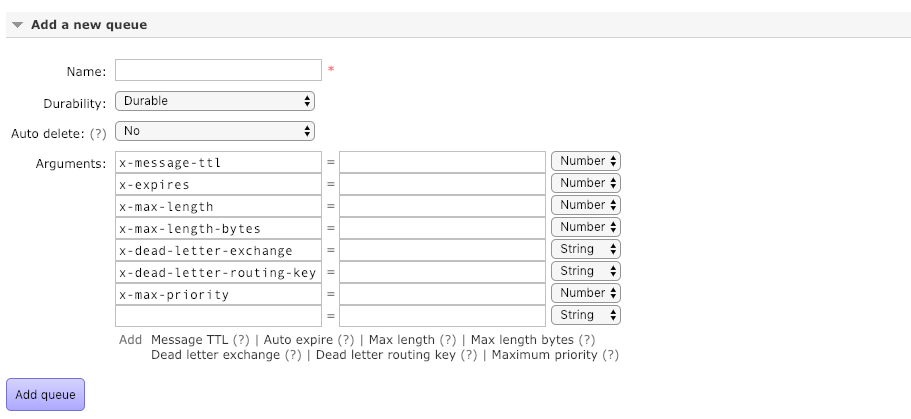 Add a new queue
Name: *
Durability: Durable
Auto delete: (?) No
Arguments: x-message-ttl = Number
x-expires = Number
x-max-length = Number
x-max-length-bytes = Number
x-dead-letter-exchange = String
x-dead-letter-routing-key = String
x-max-priority = Number
= String
Add Message TTL (?) | Auto expire (?) | Max length (?) | Max length bytes (?)
Dead letter exchange (?) | Dead letter routing key (?) | Maximum priority (?)
Add queue